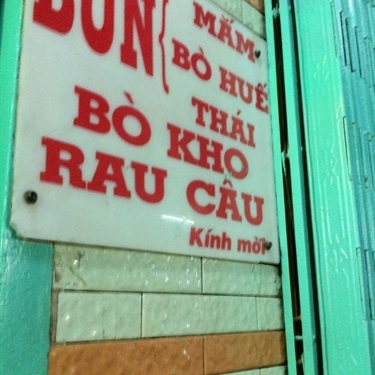 BÚN
MẮM
BÒ HUẾ
THÁI
BÒ KHO
RAU CÂU
Kính mời